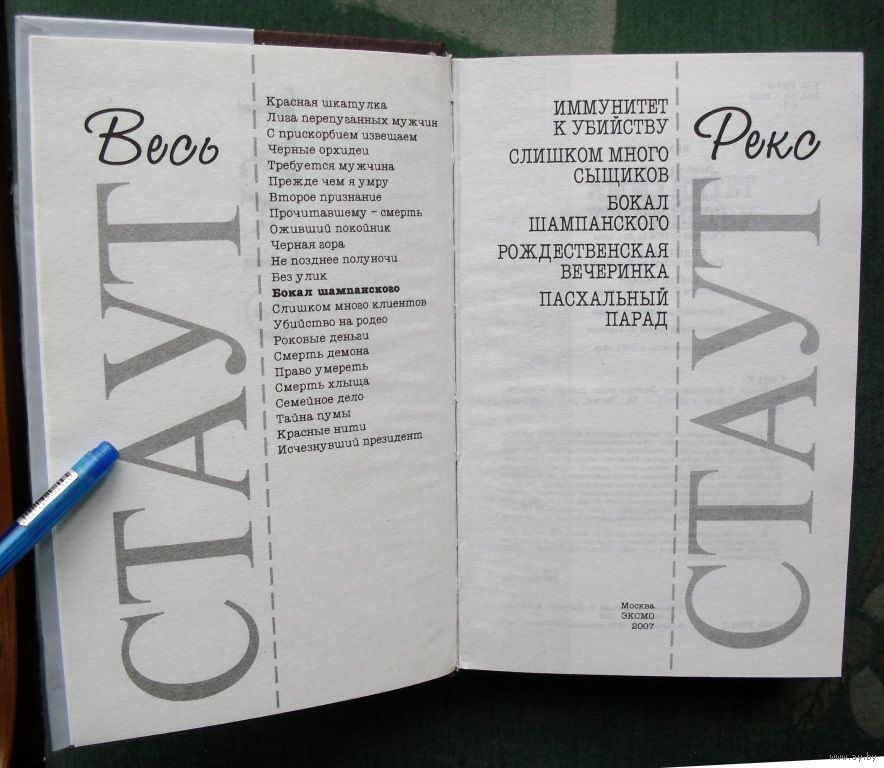 Весь
СТАУТ
Красная шкатулка
Лига перепуганных мужчин
С прискорбием извещаем
Черные орхидеи
Требуется мужчина
Прежде чем я умру
Второе признание
Прочитавшему – смерть
Оживший покойник
Черная гора
Не позднее полуночи
Без улик
Бокал шампанского
Слишком много клиентов
Убийство на родео
Роковые деньги
Смерть демона
Право умереть
Смерть хлыща
Семейное дело
Тайна пумы
Красные нити
Исчезнувший президент
ИММУНИТЕТ
К УБИЙСТВУ
СЛИШКОМ МНОГО
СЫЩИКОВ
БОКАЛ
ШАМПАНСКОГО
РОЖДЕСТВЕНСКАЯ
ВЕЧЕРИНКА
ПАСХАЛЬНЫЙ
ПАРАД
Рекс
СТАУТ
Москва
ЭКСМО
2007
www.ay.by